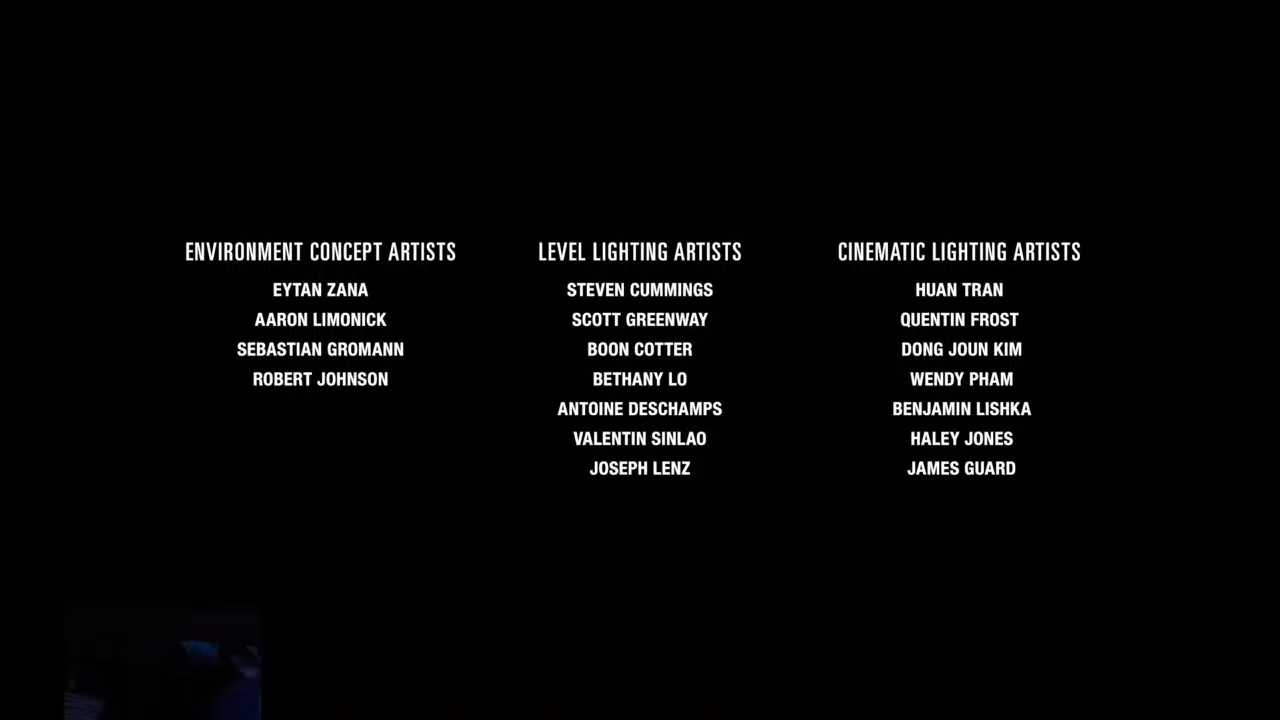 ENVIRONMENT CONCEPT ARTISTS
EYTAN ZANA
AARON LIMONICK
SEBASTIAN GROMANN
ROBERT JOHNSON
LEVEL LIGHTING ARTISTS
STEVEN CUMMINGS
SCOTT GREENWAY
BOON COTTER
BETHANY LO
ANTOINE DESCHAMPS
VALENTIN SINLAO
JOSEPH LENZ
CINEMATIC LIGHTING ARTISTS
HUAN TRAN
QUENTIN FROST
DONG JOUN KIM
WENDY PHAM
BENJAMIN LISHKA
HALEY JONES
JAMES GUARD